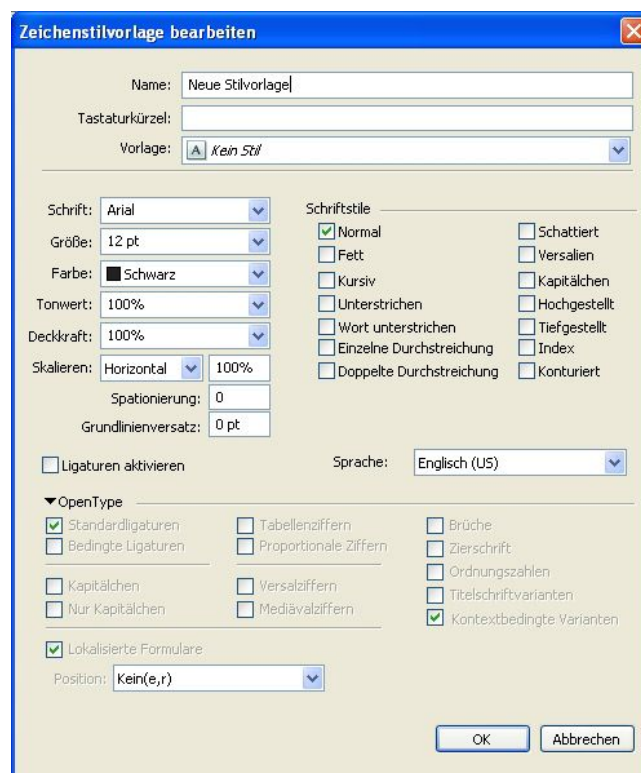 Zeichenstilvorlage bearbeiten
Name: Neue Stilvorlage
Tastaturkürzel:
Vorlage: A Kein Stil
Schrift: Arial
Größe: 12 pt
Farbe: Schwarz
Tonwert: 100%
Deckkraft: 100%
Skalieren: Horizontal 100%
Spationierung: 0
Grundlinienversatz: 0 pt
Schriftstile
Normal
Fett
Kursiv
Unterstrichen
Wort unterstrichen
Einzelne Durchstreichung
Doppelte Durchstreichung
Schattiert
Versalien
Kapitälchen
Hochgestellt
Tiefgestellt
Index
Konturiert
Ligaturen aktivieren
Sprache: Englisch (US)
OpenType
Standardligaturen
Bedingte Ligaturen
Kapitälchen
Nur Kapitälchen
Tabellenziffern
Proportionale Ziffern
Versalziffern
Mediävalziffern
Brüche
Zierschrift
Ordnungszahlen
Titelschriftvarianten
Kontextbedingte Varianten
Lokalisierte Formulare
Position: Kein(e,r)
OK Abbrechen